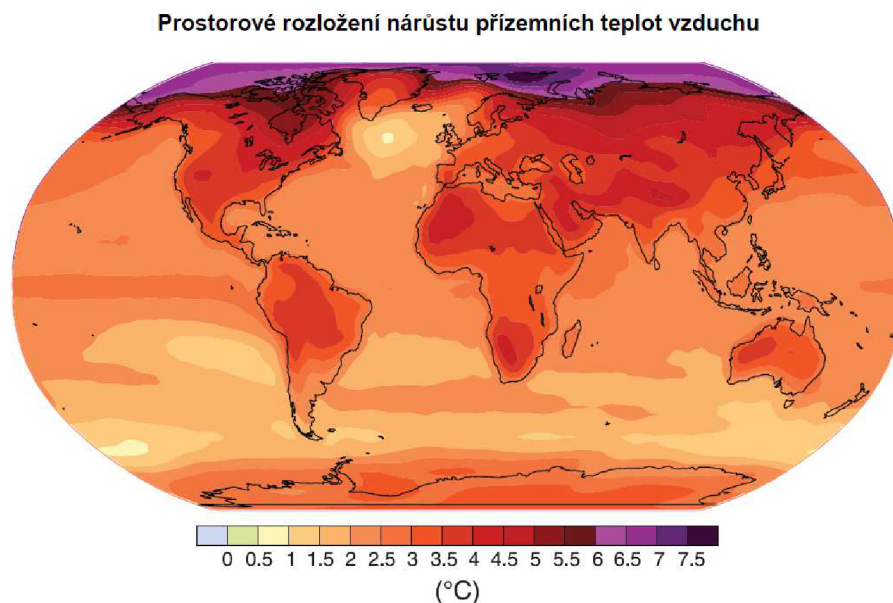 Prostorové rozložení nárůstu přízemních teplot vzduchu
0 0.5 1 1.5 2 2.5 3 3.5 4 4.5 5 5.5 6 6.5 7 7.5
(°C)